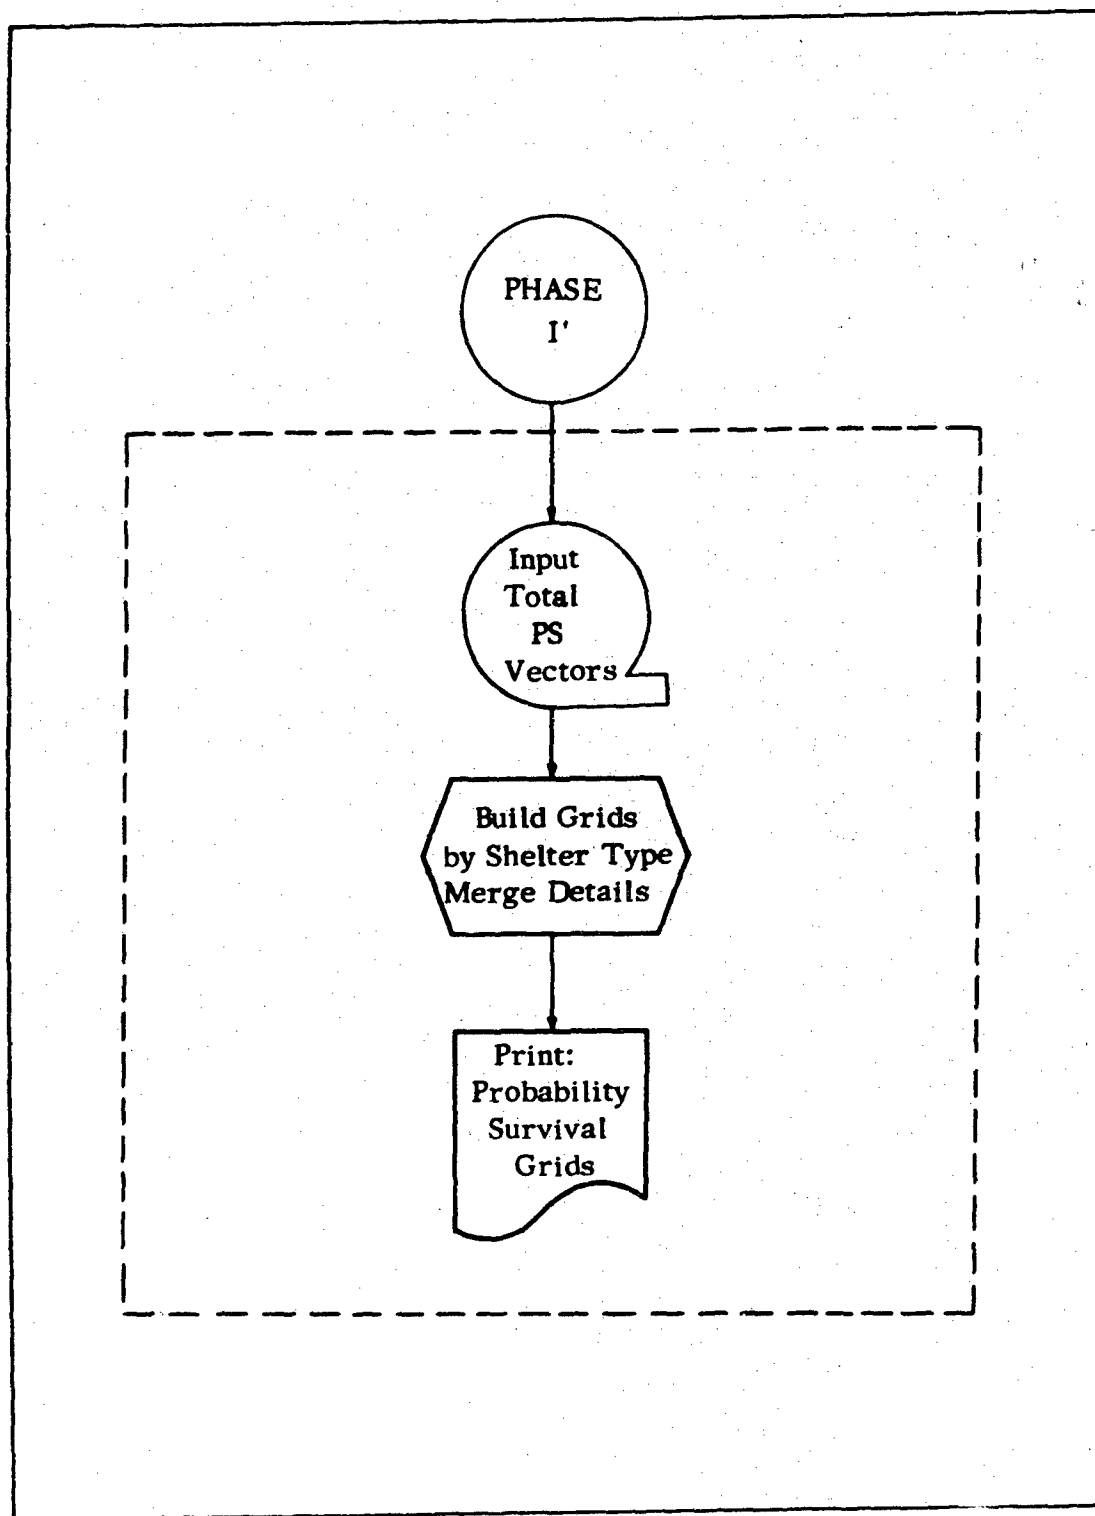 PHASE
I'
Input
Total
PS
Vectors
Build Grids
by Shelter Type
Merge Details
Print:
Probability
Survival
Grids